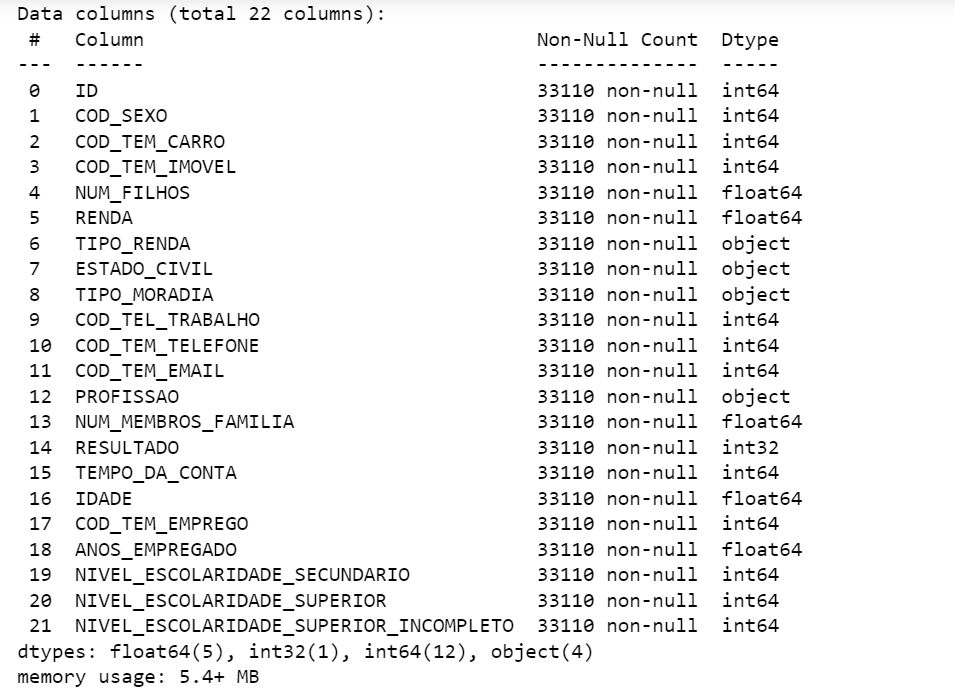 Data columns (total 22 columns):
 #   Column                                 Non-Null Count  Dtype
---  ------                                 --------------  -----
 0   ID                                     33110 non-null  int64
 1   COD_SEXO                               33110 non-null  int64
 2   COD_TEM_CARRO                          33110 non-null  int64
 3   COD_TEM_IMOVEL                         33110 non-null  int64
 4   NUM_FILHOS                             33110 non-null  float64
 5   RENDA                                  33110 non-null  float64
 6   TIPO_RENDA                             33110 non-null  object
 7   ESTADO_CIVIL                           33110 non-null  object
 8   TIPO_MORADIA                           33110 non-null  object
 9   COD_TEL_TRABALHO                       33110 non-null  int64
 10  COD_TEM_TELEFONE                       33110 non-null  int64
 11  COD_TEM_EMAIL                          33110 non-null  int64
 12  PROFISSAO                              33110 non-null  object
 13  NUM_MEMBROS_FAMILIA                    33110 non-null  float64
 14  RESULTADO                              33110 non-null  int32
 15  TEMPO_DA_CONTA                         33110 non-null  int64
 16  IDADE                                  33110 non-null  float64
 17  COD_TEM_EMPREGO                        33110 non-null  int64
 18  ANOS_EMPREGADO                         33110 non-null  float64
 19  NIVEL_ESCOLARIDADE_SECUNDARIO          33110 non-null  int64
 20  NIVEL_ESCOLARIDADE_SUPERIOR            33110 non-null  int64
 21  NIVEL_ESCOLARIDADE_SUPERIOR_INCOMPLETO  33110 non-null  int64
dtypes: float64(5), int32(1), int64(12), object(4)
memory usage: 5.4+ MB